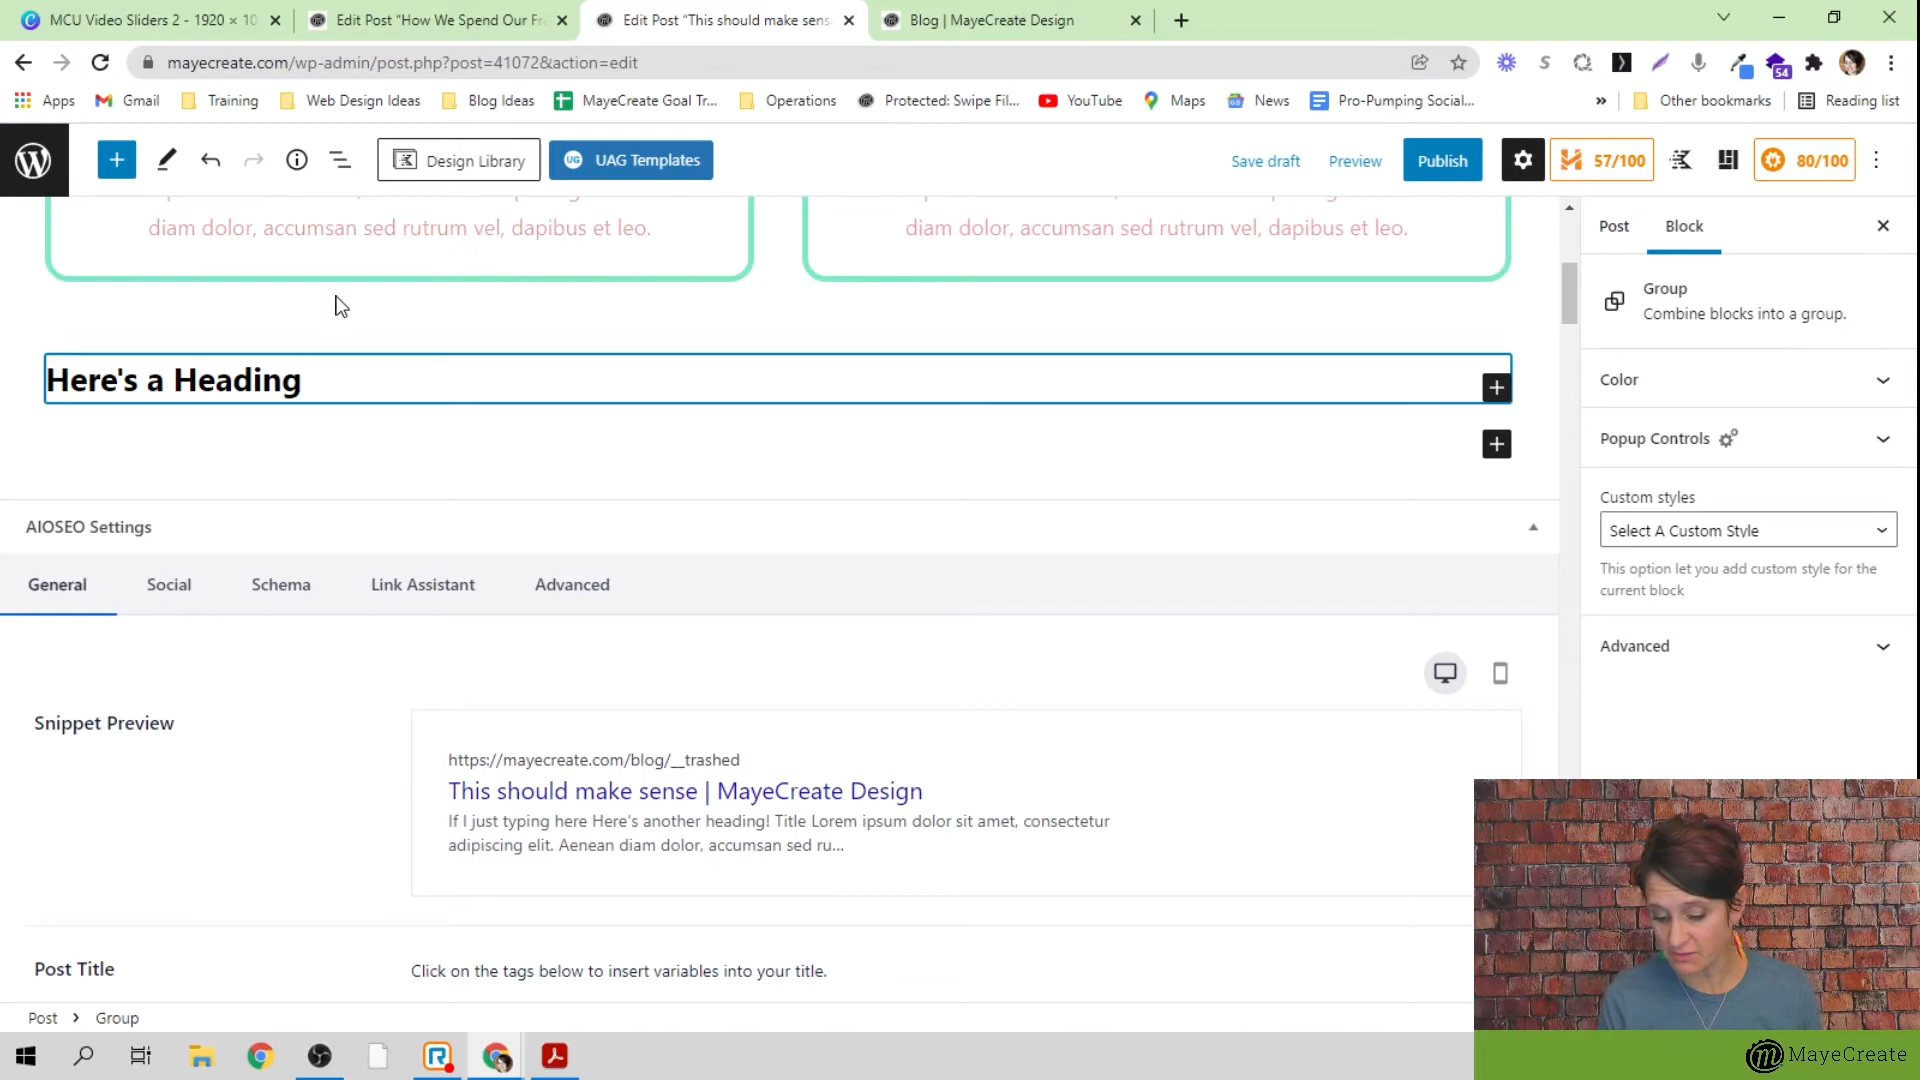 MCU Video Sliders 2 - 1920 × 10
Edit Post "How We Spend Our Fr
Edit Post "This should make sens
Blog | MayeCreate Design
mayecreate.com/wp-admin/post.php?post=41072&action=edit
54
Apps
Gmail
Training
Web Design Ideas
Blog Ideas
MayeCreate Goal Tr...
Operations
Protected: Swipe Fil...
YouTube
Maps
News
Pro-Pumping Social...
»
Other bookmarks
Reading list
Design Library
UG
UAG Templates
Save draft
Preview
Publish
57/100
80/100
diam dolor, accumsan sed rutrum vel, dapibus et leo.
diam dolor, accumsan sed rutrum vel, dapibus et leo.
Here's a Heading
AIOSEO Settings
General
Social
Schema
Link Assistant
Advanced
Snippet Preview
https://mayecreate.com/blog/__trashed
This should make sense | MayeCreate Design
If I just typing here Here's another heading! Title Lorem ipsum dolor sit amet, consectetur
adipiscing elit. Aenean diam dolor, accumsan sed ru...
Post Title
Click on the tags below to insert variables into your title.
Post
Block
Group
Combine blocks into a group.
Color
Popup Controls
Custom styles
Select A Custom Style
This option let you add custom style for the
current block
Advanced
Post > Group
MayeCreate